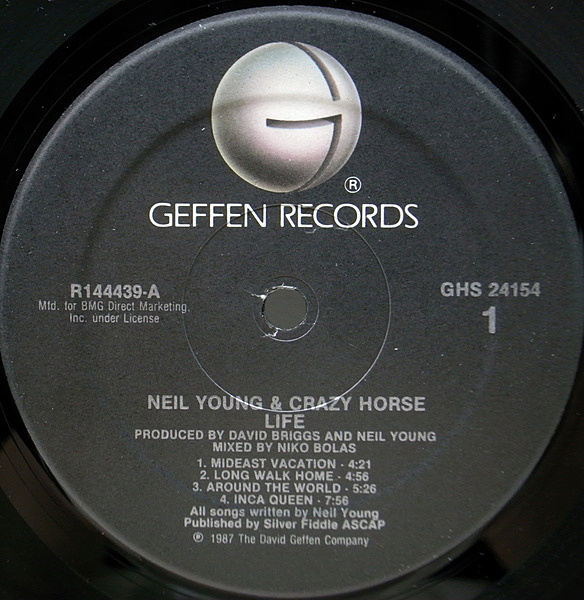 ®
GEFFEN RECORDS
R144439-A
Mfd. for BMG Direct Marketing,
Inc. under License
GHS 24154
1
NEIL YOUNG & CRAZY HORSE
LIFE
PRODUCED BY DAVID BRIGGS AND NEIL YOUNG
MIXED BY NIKO BOLAS
1. MIDEAST VACATION - 4:21
2. LONG WALK HOME - 4:56
3. AROUND THE WORLD - 5:26
4. INCA QUEEN - 7:56
All songs written by Neil Young
Published by Silver Fiddle ASCAP
℗ 1987 The David Geffen Company